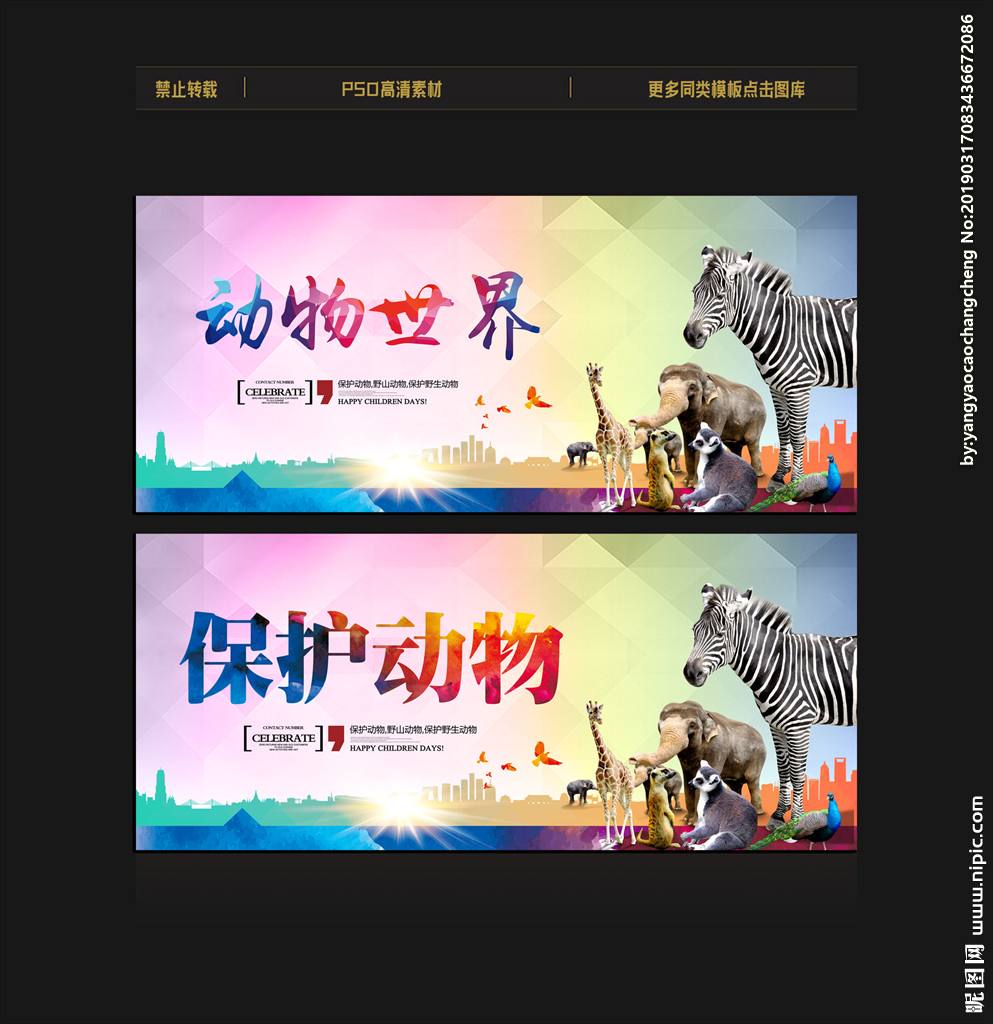 禁止转载
PSD高清素材
更多同类模板点击图库
动物世界
CONTACT NUMBER
CELEBRATE
保护动物,野山动物,保护野生动物
HAPPY CHILDREN DAYS!
保护动物
CONTACT NUMBER
CELEBRATE
保护动物,野山动物,保护野生动物
HAPPY CHILDREN DAYS!
by:yangyaocaochangcheng No:20190317083436672086
昵图网 www.nipic.com